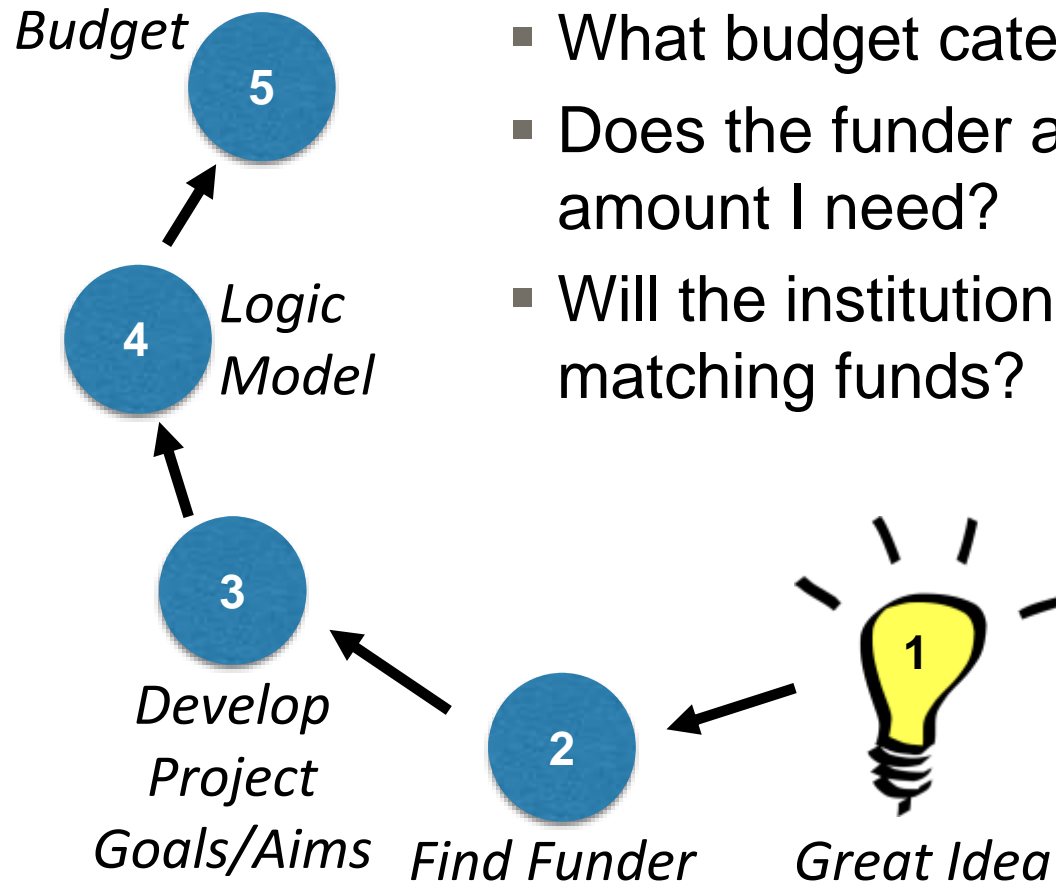 Budget
5
What budget cate
Does the funder a
amount I need?
Will the institution
matching funds?
4
Logic
Model
3
Develop
Project
Goals/Aims
2
Find Funder
1
Great Idea